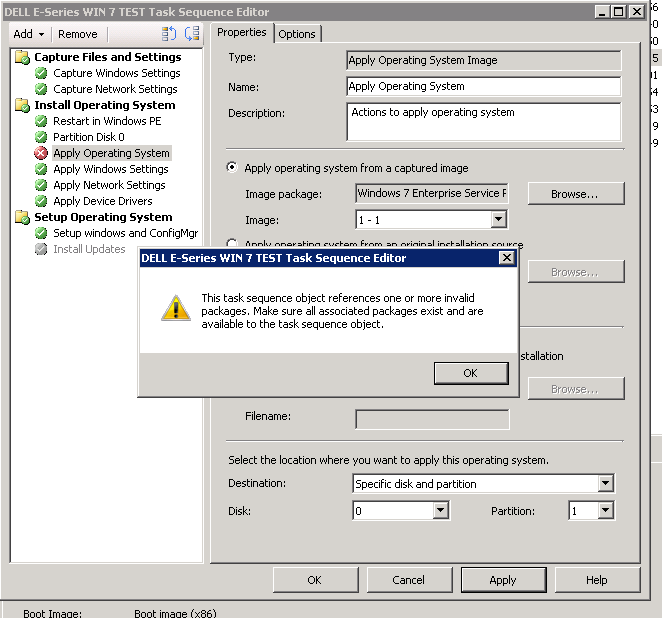 DELL E-Series WIN 7 TEST Task Sequence Editor
Add Remove
Capture Files and Settings
Capture Windows Settings
Capture Network Settings
Install Operating System
Restart in Windows PE
Partition Disk 0
Apply Operating System
Apply Windows Settings
Apply Network Settings
Apply Device Drivers
Setup Operating System
Setup windows and ConfigMgr
Install Updates
Properties Options
Type: Apply Operating System Image
Name: Apply Operating System
Description: Actions to apply operating system
Apply operating system from a captured image
Image package: Windows 7 Enterprise Service Browse...
Image: 1 - 1
Apply operating system from an original installation source
Browse...
DELL E-Series WIN 7 TEST Task Sequence Editor
This task sequence object references one or more invalid
packages. Make sure all associated packages exist and are
available to the task sequence object.
OK
Browse...
Filename:
Select the location where you want to apply this operating system.
Destination: Specific disk and partition
Disk: 0 Partition: 1
OK Cancel Apply Help
Boot Image: Boot image (x86)